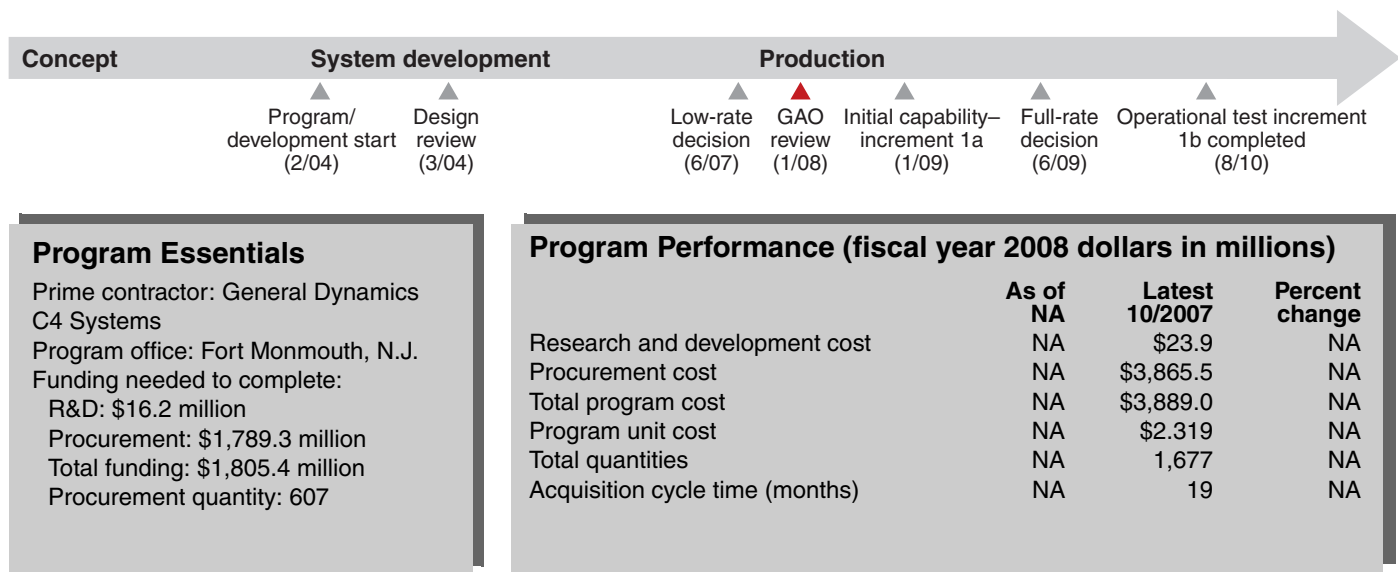 Concept System development Production
Program/
development start
(2/04)
Design
review
(3/04)
Low-rate
decision
(6/07)
GAO
review
(1/08)
Initial capability–
increment 1a
(1/09)
Full-rate
decision
(6/09)
Operational test increment
1b completed
(8/10)
Program Essentials
Prime contractor: General Dynamics
C4 Systems
Program office: Fort Monmouth, N.J.
Funding needed to complete:
R&D: $16.2 million
Procurement: $1,789.3 million
Total funding: $1,805.4 million
Procurement quantity: 607
Program Performance (fiscal year 2008 dollars in millions)
As of Latest Percent
NA 10/2007 change
Research and development cost NA $23.9 NA
Procurement cost NA $3,865.5 NA
Total program cost NA $3,889.0 NA
Program unit cost NA $2.319 NA
Total quantities NA 1,677 NA
Acquisition cycle time (months) NA 19 NA